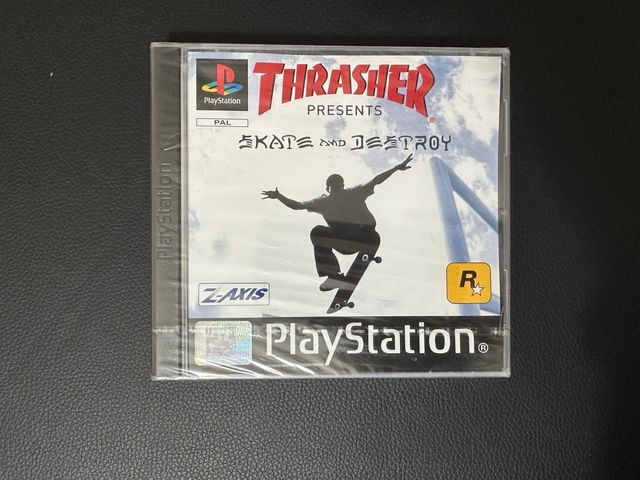 THRASHER
PlayStation
PRESENTS
®
PAL
SKATE AND DESTROY
PlayStation
R
Z-AXIS
PlayStation®